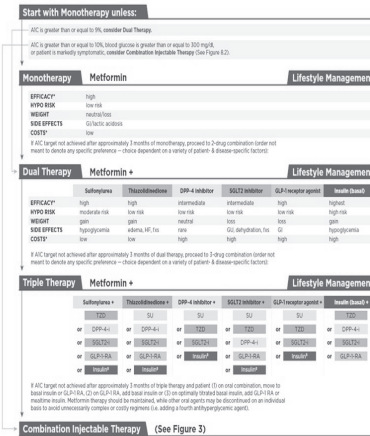 Start with Monotherapy unless:
A1C is greater than or equal to 9%, consider Dual Therapy.
A1C is greater than or equal to 10%, blood glucose is greater than or equal to 300 mg/dl,
or patient is markedly symptomatic, consider Combination Injectable Therapy (See Figure 8.2).
Monotherapy Metformin Lifestyle Managemen
EFFICACY* high
HYPO RISK low risk
WEIGHT neutral/loss
SIDE EFFECTS GI/lactic acidosis
COSTS* low
If A1C target not achieved after approximately 3 months of monotherapy, proceed to 2-drug combination (order not
meant to denote any specific preference — choice dependent on a variety of patient- & disease-specific factors):
Dual Therapy Metformin + Lifestyle Managemen
Sulfonylurea Thiazolidinedione DPP-4 inhibitor SGLT2 inhibitor GLP-1 receptor agonist Insulin (basal)
EFFICACY* high high intermediate intermediate high highest
HYPO RISK moderate risk low risk low risk low risk low risk high risk
WEIGHT gain gain neutral loss loss gain
SIDE EFFECTS hypoglycemia edema, HF, fxs rare GU, dehydration, fxs GI hypoglycemia
COSTS* low low high high high high
If A1C target not achieved after approximately 3 months of dual therapy, proceed to 3-drug combination (order not
meant to denote any specific preference — choice dependent on a variety of patient- & disease-specific factors):
Triple Therapy Metformin + Lifestyle Managemen
Sulfonylurea + Thiazolidinedione + DPP-4 inhibitor + SGLT2 inhibitor + GLP-1 receptor agonist + Insulin (basal) +
TZD SU SU SU SU TZD
or DPP-4-i or DPP-4-i or TZD or TZD or TZD or DPP-4-i
or SGLT2-i or SGLT2-i or SGLT2-i or DPP-4-i or SGLT2-i or SGLT2-i
or GLP-1-RA or GLP-1-RA or Insulin§ or GLP-1-RA or Insulin§ or GLP-1-RA
or Insulin§ or Insulin§ or Insulin§
If A1C target not achieved after approximately 3 months of triple therapy and patient (1) on oral combination, move to
basal insulin or GLP-1 RA, (2) on GLP-1 RA, add basal insulin or (3) on optimally titrated basal insulin, add GLP-1 RA or
mealtime insulin. Metformin therapy should be maintained, while other oral agents may be discontinued on an individual
basis to avoid unnecessarily complex or costly regimens (i.e. adding a fourth antihyperglycemic agent).
Combination Injectable Therapy (See Figure 3)